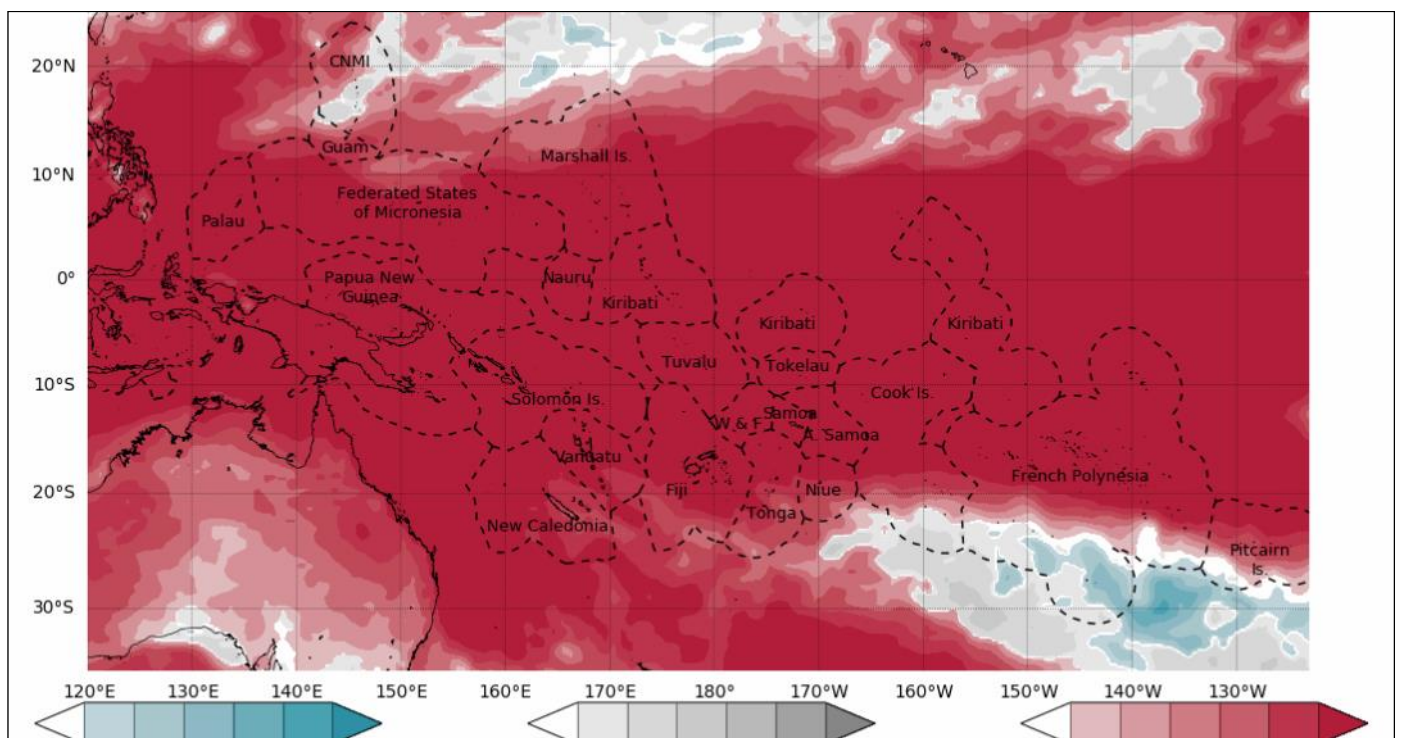 20°N
CNMI
Guam
Marshall Is.
10°N
Federated States
of Micronesia
Palau
0°
Papua New
Guinea
Nauru
Kiribati
Kiribati
Kiribati
Tuvalu
Tokelau
10°S
Solomon Is.
Cook Is.
W & F
Samoa
A. Samoa
Vanuatu
20°S
Fiji
Niue
French Polynesia
New Caledonia
Tonga
Pitcairn
Is.
30°S
120°E 130°E 140°E 150°E 160°E 170°E 180° 170°W 160°W 150°W 140°W 130°W